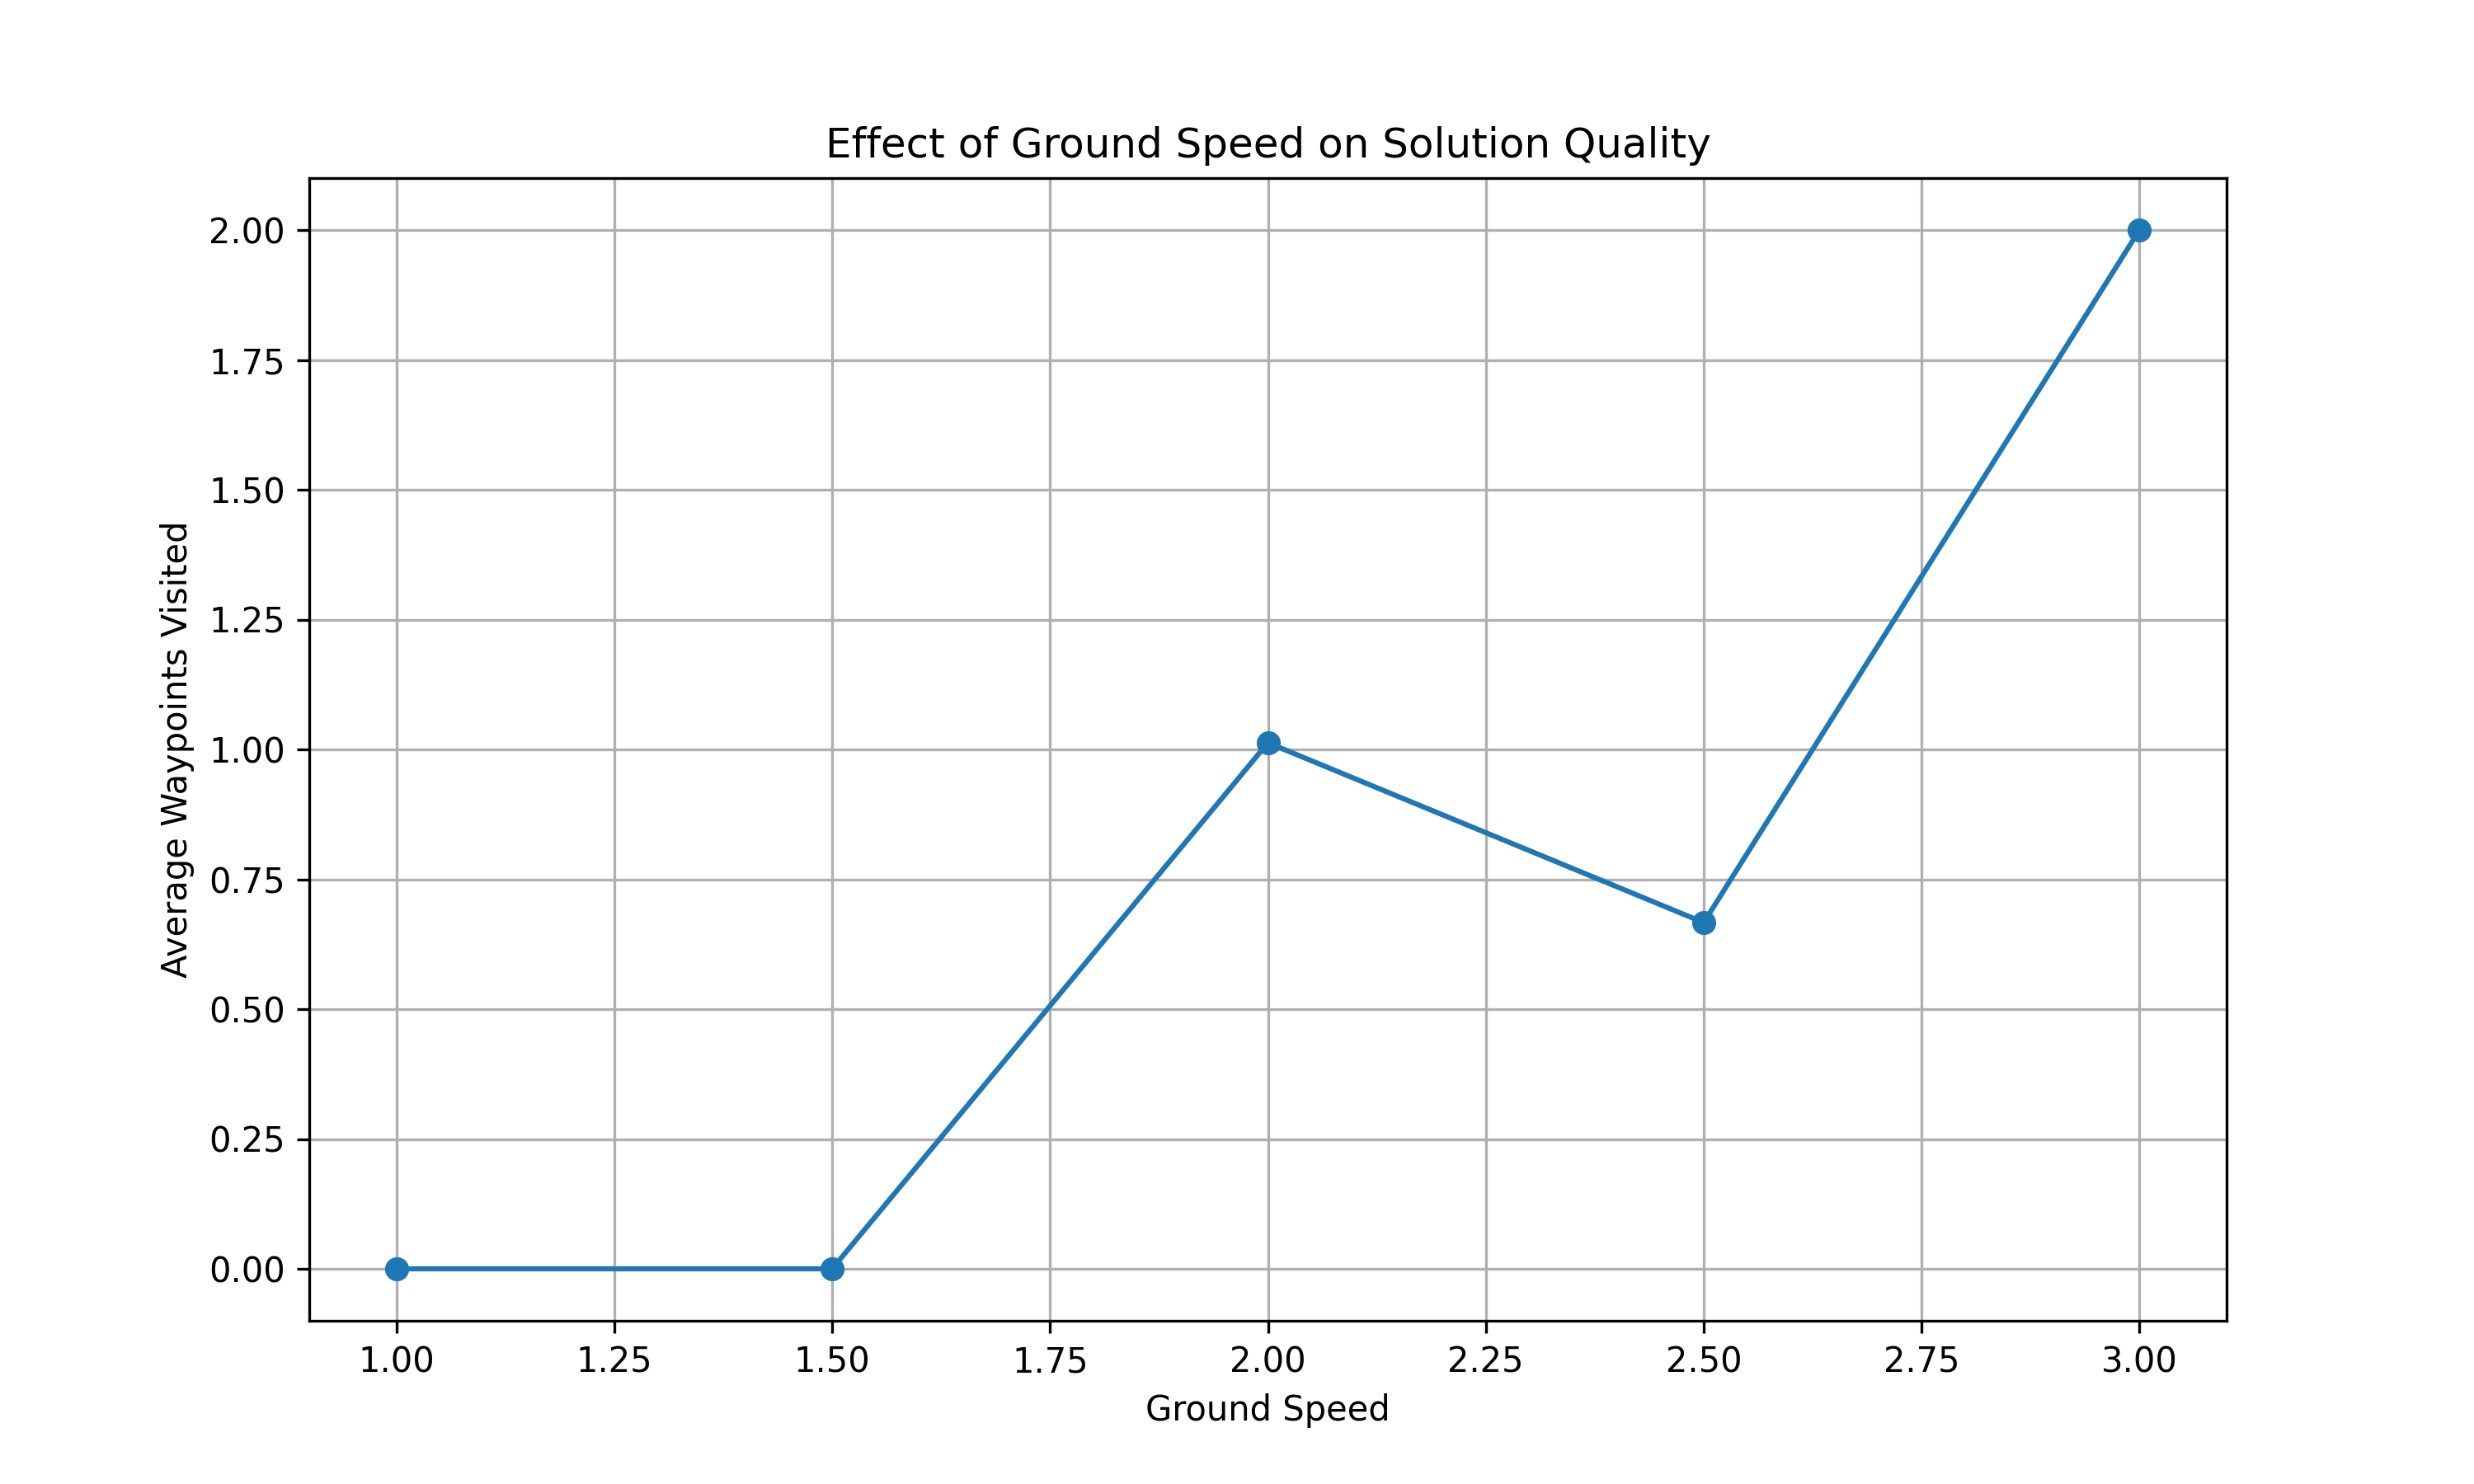 Effect of Ground Speed on Solution Quality
2.00
1.75
1.50
1.25
1.00
0.75
0.50
0.25
0.00
Average Waypoints Visited
1.00 1.25 1.50 1.75 2.00 2.25 2.50 2.75 3.00
Ground Speed